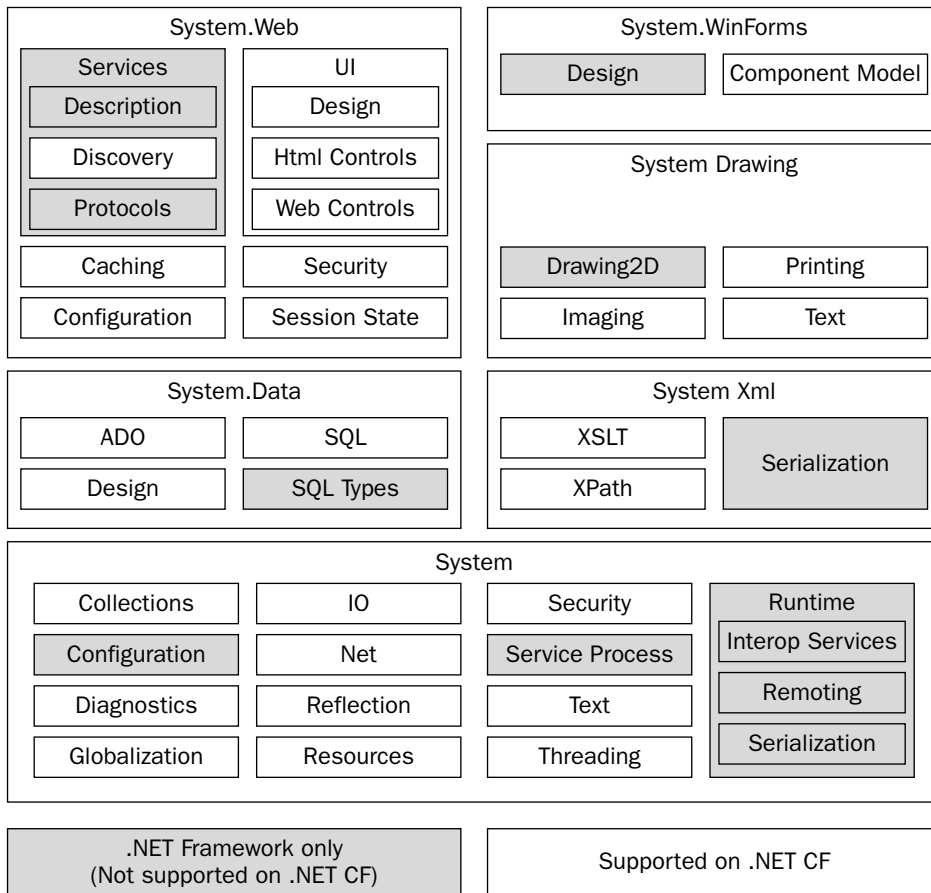 System.Web
Services
Description
Discovery
Protocols
UI
Design
Html Controls
Web Controls
Caching
Security
Configuration
Session State
System.WinForms
Design
Component Model
System Drawing
Drawing2D
Printing
Imaging
Text
System.Data
ADO
SQL
Design
SQL Types
System Xml
XSLT
XPath
Serialization
System
Collections
Configuration
Diagnostics
Globalization
IO
Net
Reflection
Resources
Security
Service Process
Text
Threading
Runtime
Interop Services
Remoting
Serialization
.NET Framework only
(Not supported on .NET CF)
Supported on .NET CF